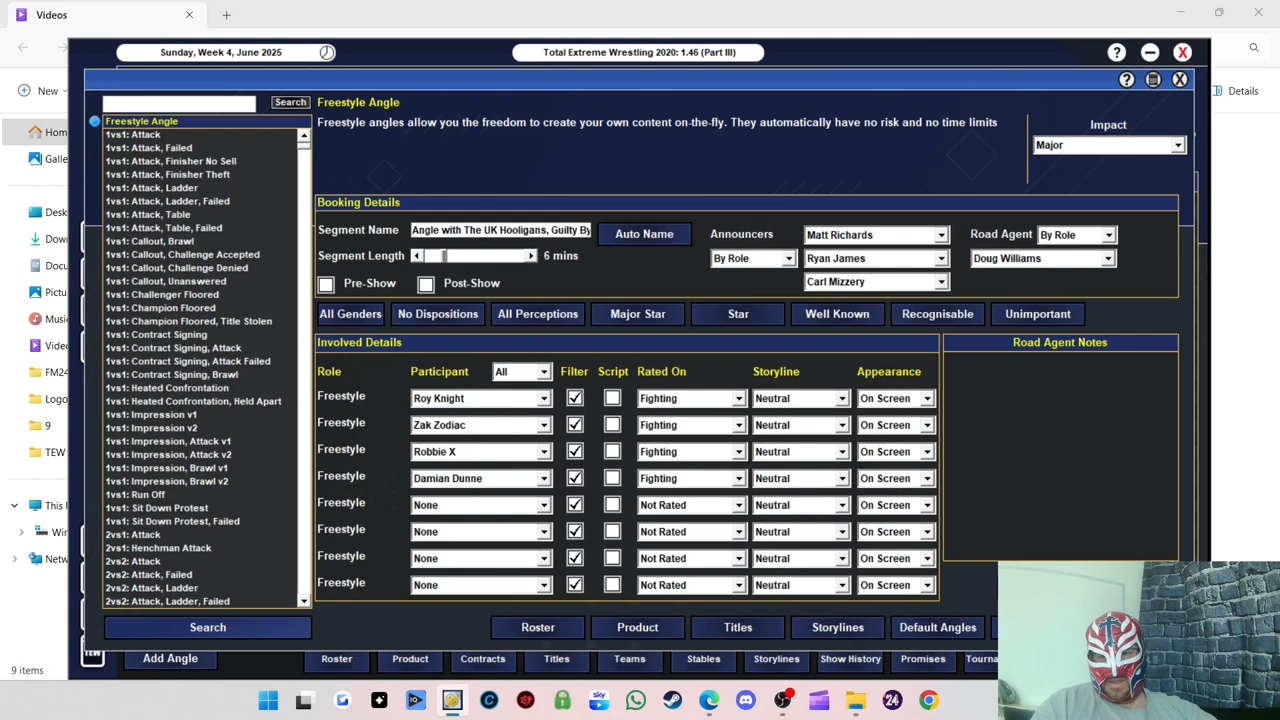 Videos
Sunday, Week 4, June 2025
Total Extreme Wrestling 2020: 1.46 (Part III)
?
X
New
Details
Search
Freestyle Angle
Freestyle angles allow you the freedom to create your own content on-the-fly. They automatically have no risk and no time limits
Impact
Major
Freestyle Angle
1vs1: Attack
1vs1: Attack, Failed
1vs1: Attack, Finisher No Sell
1vs1: Attack, Finisher Theft
1vs1: Attack, Ladder
1vs1: Attack, Ladder, Failed
1vs1: Attack, Table
1vs1: Attack, Table, Failed
1vs1: Callout, Brawl
1vs1: Callout, Challenge Accepted
1vs1: Callout, Challenge Denied
1vs1: Callout, Unanswered
1vs1: Challenger Floored
1vs1: Champion Floored
1vs1: Champion Floored, Title Stolen
1vs1: Contract Signing
1vs1: Contract Signing, Attack
1vs1: Contract Signing, Attack Failed
1vs1: Contract Signing, Brawl
1vs1: Heated Confrontation
1vs1: Heated Confrontation, Held Apart
1vs1: Impression v1
1vs1: Impression v2
1vs1: Impression, Attack v1
1vs1: Impression, Attack v2
1vs1: Impression, Brawl v1
1vs1: Impression, Brawl v2
1vs1: Run Off
1vs1: Sit Down Protest
1vs1: Sit Down Protest, Failed
2vs1: Attack
2vs1: Henchman Attack
2vs2: Attack
2vs2: Attack, Failed
2vs2: Attack, Ladder
2vs2: Attack, Ladder, Failed
Search
Hom
Galle
Desk
Dow
Docu
Pictu
Musi
Video
FM24
Logo
9
TEW
This I
Win
Netw
9 items
Booking Details
Segment Name
Angle with The UK Hooligans, Guilty By
Auto Name
Announcers
Matt Richards
Road Agent
By Role
Segment Length
6 mins
By Role
Ryan James
Doug Williams
Pre-Show
Post-Show
Carl Mizzery
All Genders
No Dispositions
All Perceptions
Major Star
Star
Well Known
Recognisable
Unimportant
Involved Details
Road Agent Notes
Role Participant All Filter Script Rated On Storyline Appearance
Freestyle Roy Knight Fighting Neutral On Screen
Freestyle Zak Zodiac Fighting Neutral On Screen
Freestyle Robbie X Fighting Neutral On Screen
Freestyle Damian Dunne Fighting Neutral On Screen
Freestyle None Not Rated Neutral On Screen
Freestyle None Not Rated Neutral On Screen
Freestyle None Not Rated Neutral On Screen
Freestyle None Not Rated Neutral On Screen
Roster
Product
Titles
Storylines
Default Angles
TEW
Add Angle
Roster
Product
Contracts
Titles
Teams
Stables
Storylines
Show History
Promises
Tourna
sky
24